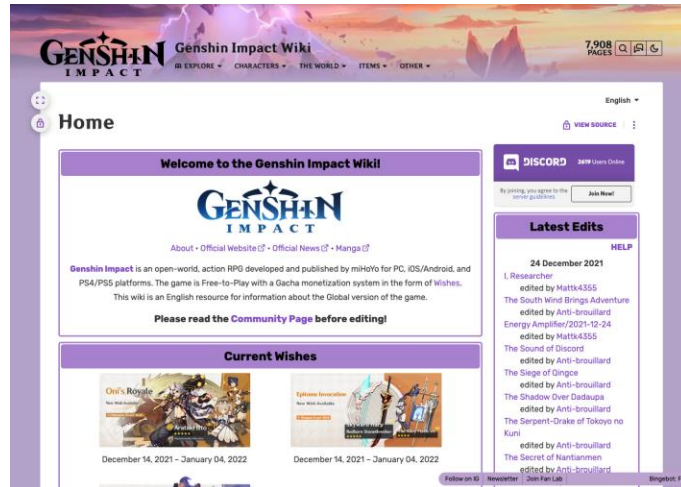 GENSHIN
IMPACT
Genshin Impact Wiki
EXPLORE CHARACTERS THE WORLD ITEMS OTHER
7,908
PAGES
English
Home
VIEW SOURCE
Welcome to the Genshin Impact Wiki!
GENSHIN
IMPACT
About • Official Website • Official News • Manga
Genshin Impact is an open-world, action RPG developed and published by miHoYo for PC, iOS/Android, and
PS4/PS5 platforms. The game is Free-to-Play with a Gacha monetization system in the form of Wishes.
This wiki is an English resource for information about the Global version of the game.
Please read the Community Page before editing!
Current Wishes
Oni's Royale
Epitome Invocation
December 14, 2021 – January 04, 2022
December 14, 2021 – January 04, 2022
DISCORD 3619 Users Online
By joining, you agree to the
server guidelines.
Join Now!
Latest Edits
HELP
24 December 2021
I, Researcher
edited by Mattk4355
The South Wind Brings Adventure
edited by Anti-brouillard
Energy Amplifier/2021-12-24
edited by Mattk4355
The Sound of Discord
edited by Anti-brouillard
The Siege of Qingce
edited by Anti-brouillard
The Shadow Over Dadaupa
edited by Anti-brouillard
The Serpent-Drake of Tokoyo no
Kuni
edited by Anti-brouillard
The Secret of Nantianmen
edited by Anti-brouillard
Follow on IG Newsletter Join Fan Lab
Bingebot: